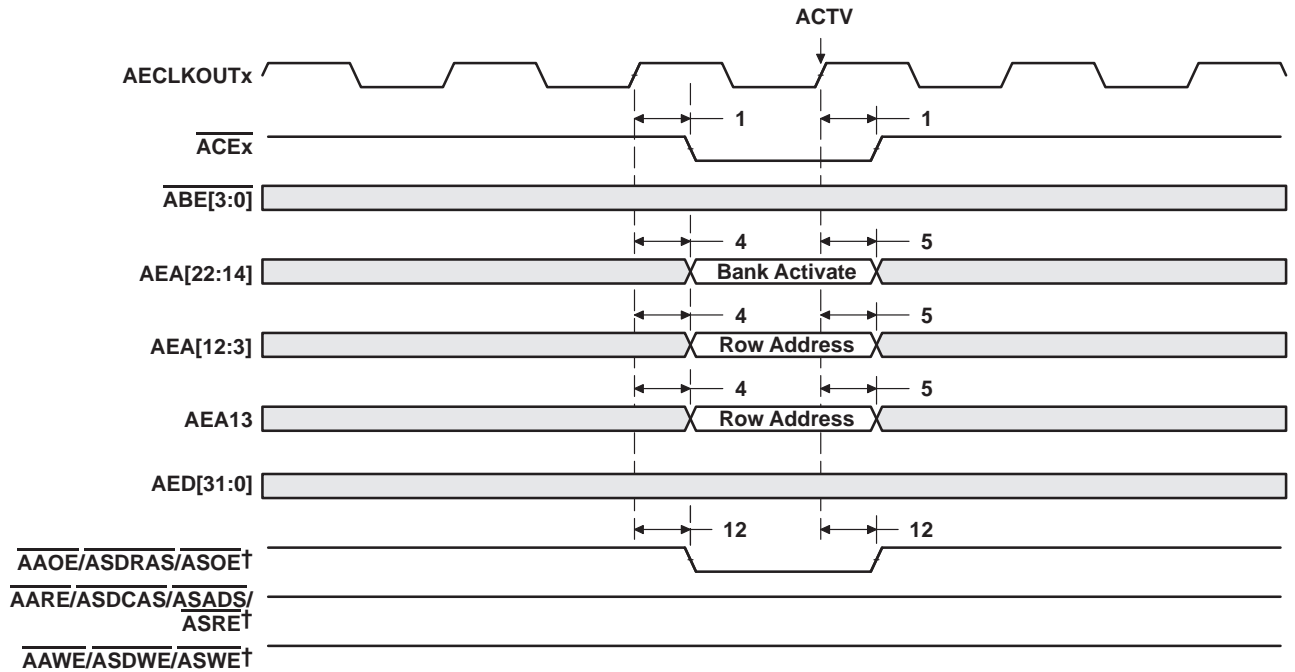 ACTV
AECLKOUTx
1 1
ACEx
ABE[3:0]
4 5
AEA[22:14] Bank Activate
4 5
AEA[12:3] Row Address
4 5
AEA13 Row Address
AED[31:0]
12 12
AAOE/ASDRAS/ASOE†
AARE/ASDCAS/ASADS/
ASRE†
AAWE/ASDWE/ASWE†